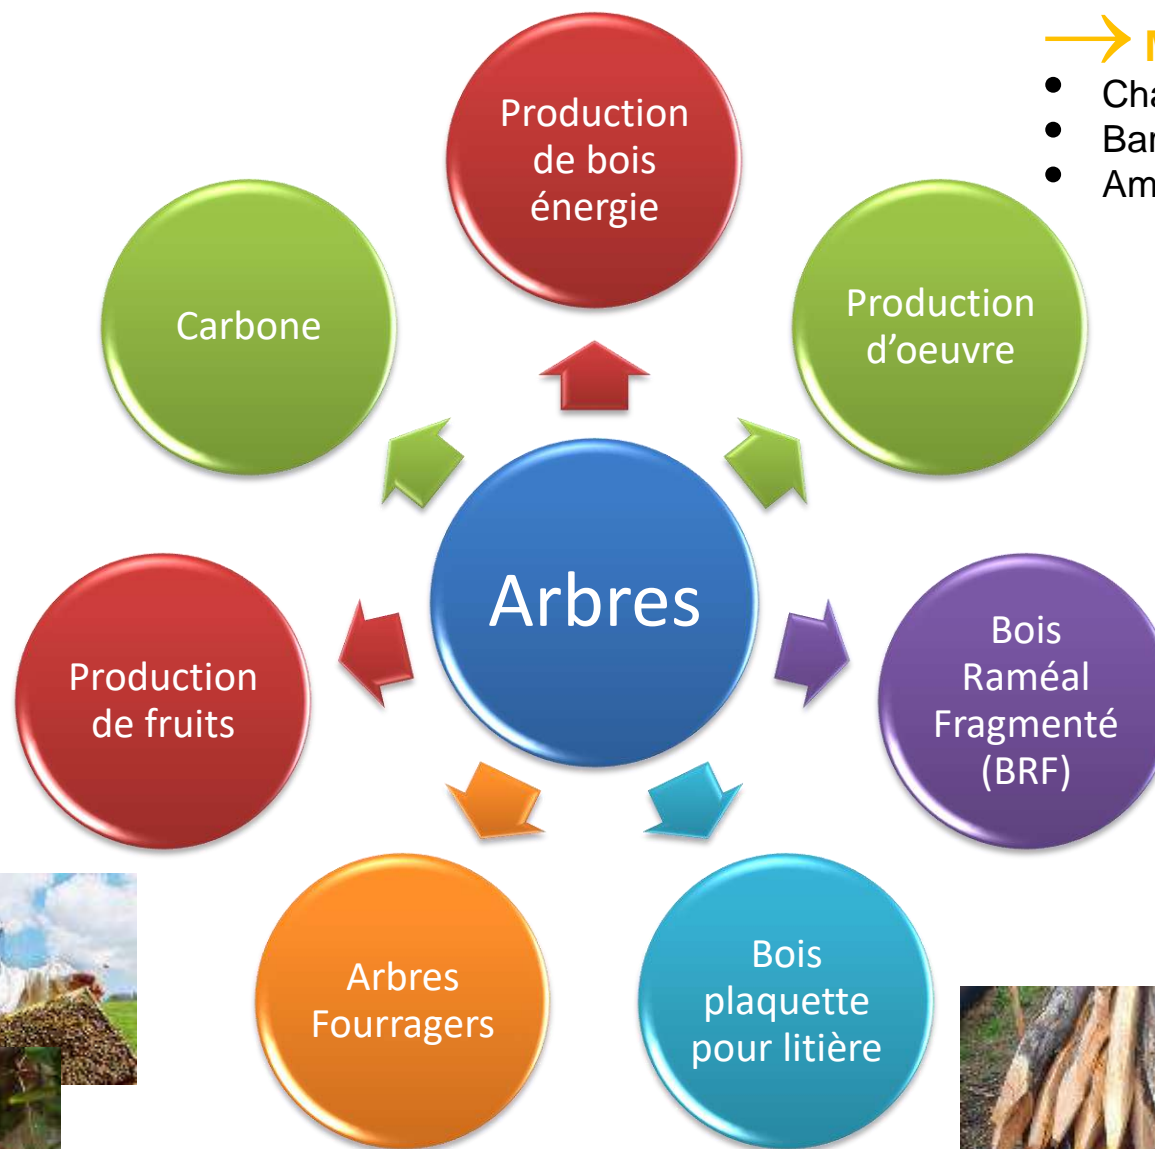 Production
de bois
énergie
Carbone
Production
d'oeuvre
Arbres
Production
de fruits
Bois
Raméal
Fragmenté
(BRF)
Arbres
Fourragers
Bois
plaquette
pour litière